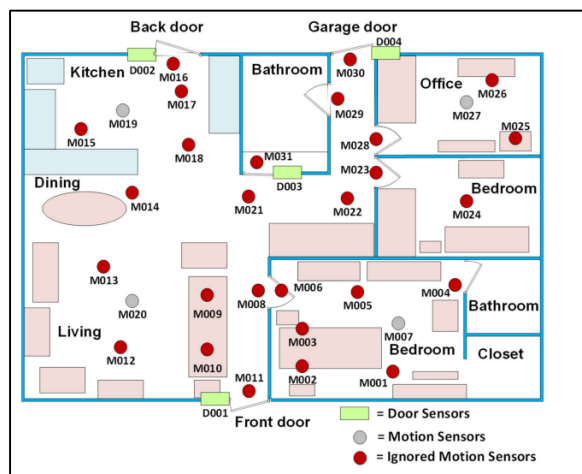 Back door
Garage door
D004
Kitchen
D002
M016
Bathroom
M030
Office
M026
M017
M029
M019
M027
M025
M015
M018
M028
M031
M023
D003
Bedroom
Dining
M014
M021
M022
M024
M013
M006
M004
M008
M005
Bathroom
M020
M009
M003
M007
Living
Bedroom
M012
M010
M002
M001
Closet
M011
D001
Front door
= Door Sensors
= Motion Sensors
= Ignored Motion Sensors